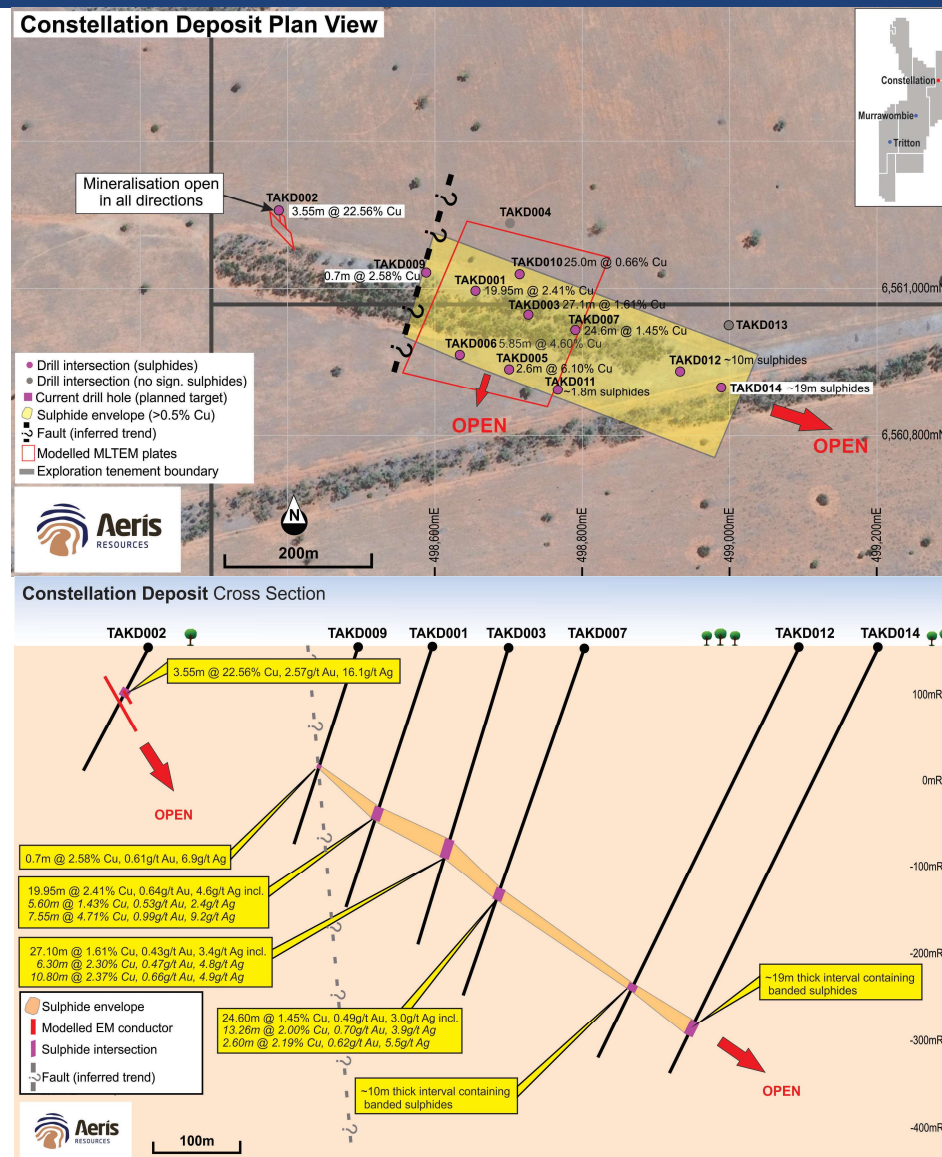 Constellation Deposit Plan View
Constellation
Murrawombie
Tritton
Mineralisation open
in all directions
TAKD002
3.55m @ 22.56% Cu
?
TAKD004
?
TAKD009
0.7m @ 2.58% Cu
TAKD010 25.0m @ 0.66% Cu
TAKD001
19.95m @ 2.41% Cu
6,561,000mN
TAKD003 27.1m @ 1.61% Cu
?
TAKD007
24.6m @ 1.45% Cu
TAKD013
TAKD006 5.85m @ 4.60% Cu
?
TAKD005
2.6m @ 6.10% Cu
TAKD012 ~10m sulphides
TAKD011
~1.8m sulphides
TAKD014 ~19m sulphides
OPEN
OPEN
6,560,800mN
Drill intersection (sulphides)
Drill intersection (no sign. sulphides)
Current drill hole (planned target)
Sulphide envelope (>0.5% Cu)
? Fault (inferred trend)
Modelled MLTEM plates
Exploration tenement boundary
Aeris
RESOURCES
N
200m
498,600mE
498,800mE
499,000mE
499,200mE
Constellation Deposit Cross Section
TAKD002
TAKD009
TAKD001
TAKD003
TAKD007
TAKD012
TAKD014
3.55m @ 22.56% Cu, 2.57g/t Au, 16.1g/t Ag
100mR
?
OPEN
0mR
?
0.7m @ 2.58% Cu, 0.61g/t Au, 6.9g/t Ag
-100mR
19.95m @ 2.41% Cu, 0.64g/t Au, 4.6g/t Ag incl.
5.60m @ 1.43% Cu, 0.53g/t Au, 2.4g/t Ag
7.55m @ 4.71% Cu, 0.99g/t Au, 9.2g/t Ag
?
27.10m @ 1.61% Cu, 0.43g/t Au, 3.4g/t Ag incl.
6.30m @ 2.30% Cu, 0.47g/t Au, 4.8g/t Ag
10.80m @ 2.37% Cu, 0.66g/t Au, 4.9g/t Ag
-200mR
~19m thick interval containing
banded sulphides
?
24.60m @ 1.45% Cu, 0.49g/t Au, 3.0g/t Ag incl.
13.26m @ 2.00% Cu, 0.70g/t Au, 3.9g/t Ag
2.60m @ 2.19% Cu, 0.62g/t Au, 5.5g/t Ag
-300mR
Sulphide envelope
Modelled EM conductor
Sulphide intersection
? Fault (inferred trend)
?
~10m thick interval containing
banded sulphides
OPEN
Aeris
RESOURCES
100m
?
-400mR